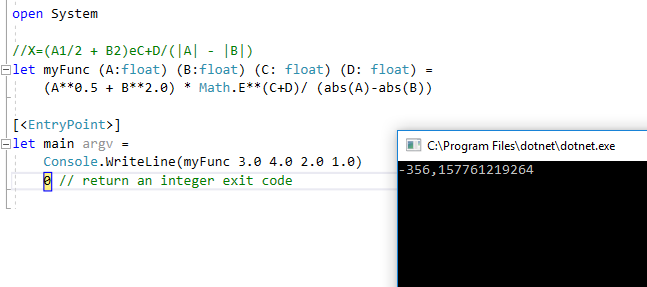 open System
//X=(A1/2 + B2)eC+D/(|A| - |B|)
let myFunc (A:float) (B:float) (C: float) (D: float) =
(A**0.5 + B**2.0) * Math.E**(C+D)/ (abs(A)-abs(B))
[<EntryPoint>]
let main argv =
Console.WriteLine(myFunc 3.0 4.0 2.0 1.0)
0 // return an integer exit code
C:\Program Files\dotnet\dotnet.exe
-356,157761219264